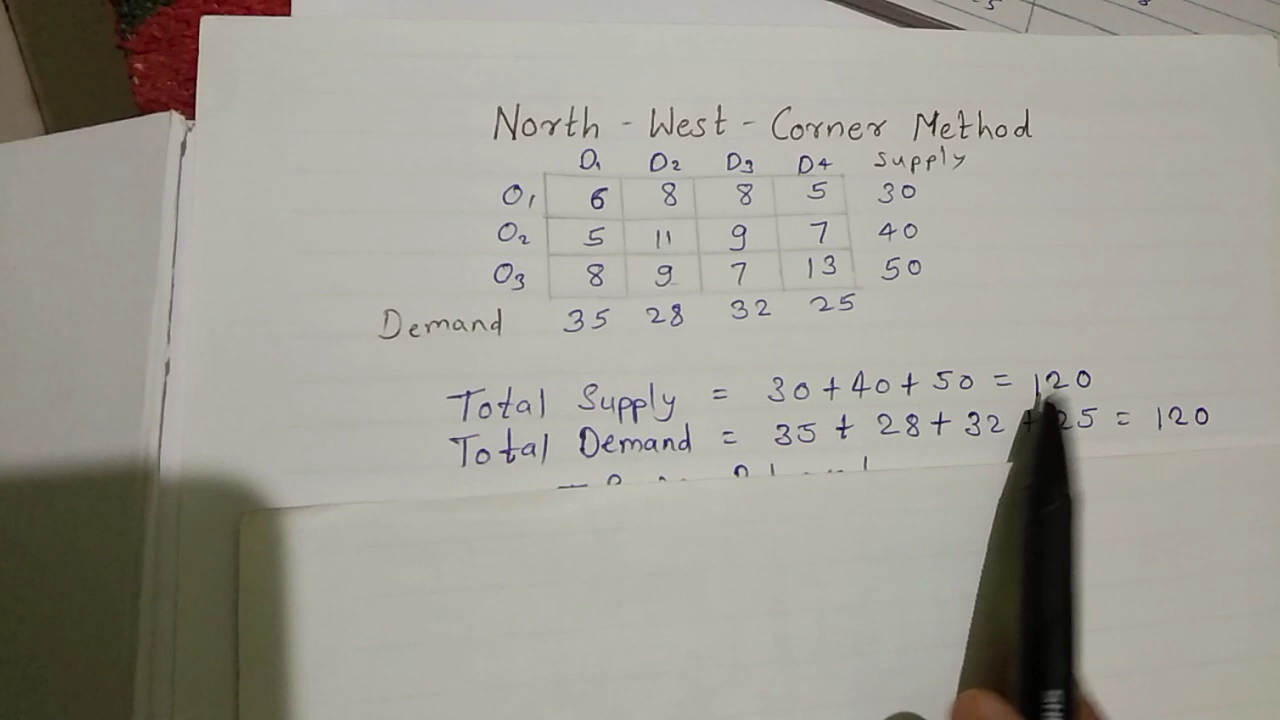 North - West - Corner Method
D1 D2 D3 D4 Supply
O1 6 8 8 5 30
O2 5 11 9 7 40
O3 8 9 7 13 50
Demand 35 28 32 25
Total Supply = 30 + 40 + 50 = 120
Total Demand = 35 + 28 + 32 + 25 = 120